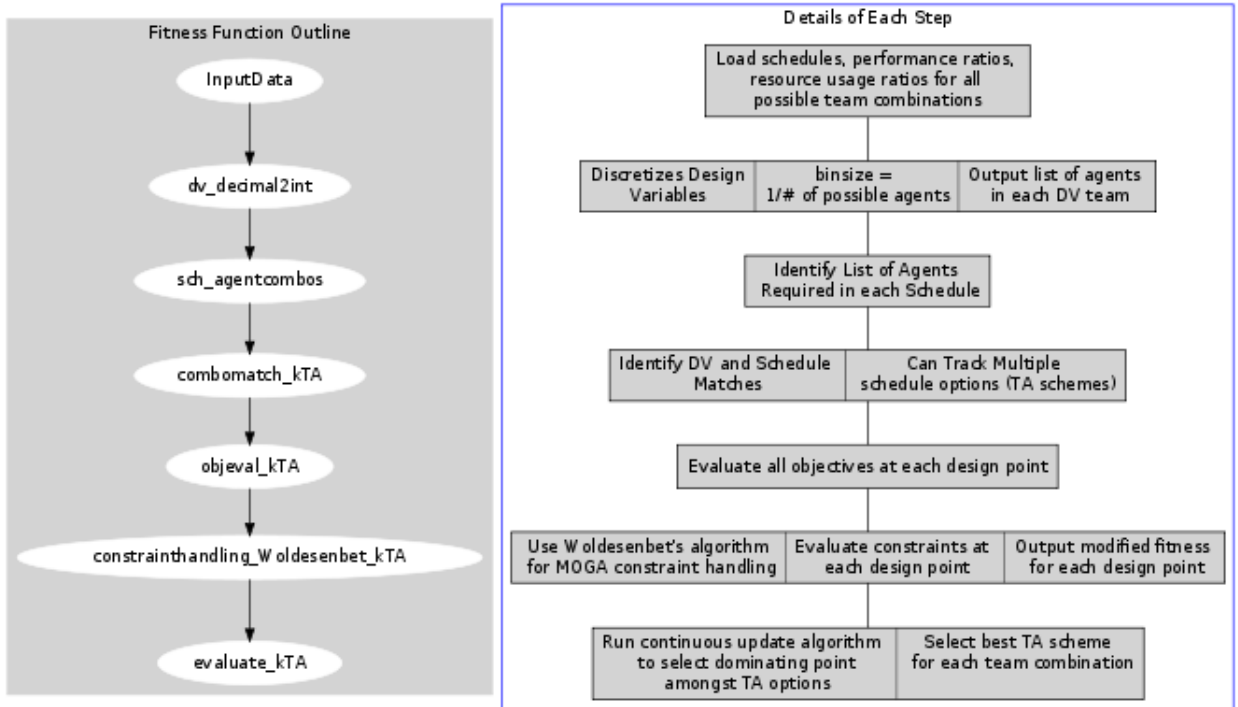 Fitness Function Outline
InputData
dv_decimal2int
sch_agentcombos
combomatch_kTA
objeval_kTA
constrainthandling_Woldesenbet_kTA
evaluate_kTA
Details of Each Step
Load schedules, performance ratios,
resource usage ratios for all
possible team combinations
Discretizes Design
Variables
binsize =
1/# of possible agents
Output list of agents
in each DV team
Identify List of Agents
Required in each Schedule
Identify DV and Schedule
Matches
Can Track Multiple
schedule options (TA schemes)
Evaluate all objectives at each design point
Use Woldesenbet's algorithm
for MOGA constraint handling
Evaluate constraints at
each design point
Output modified fitness
for each design point
Run continuous update algorithm
to select dominating point
amongst TA options
Select best TA scheme
for each team combination